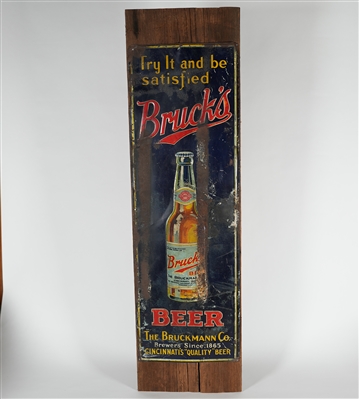 Try It and be
satisfied
Bruck's
Bruck's
BEER
THE BRUCKMANN CO.
Brewers Since 1865
CINCINNATI'S "QUALITY" BEER